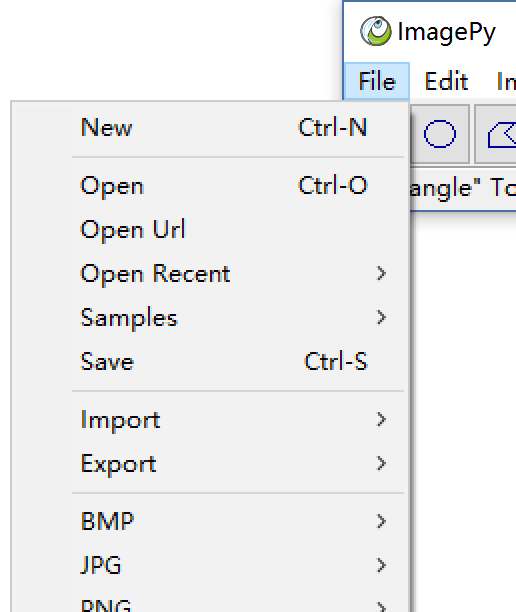 ImagePy
File Edit
New Ctrl-N
angle" To
Open Ctrl-O
Open Url
Open Recent
Samples
Save Ctrl-S
Import
Export
BMP
JPG
PNG